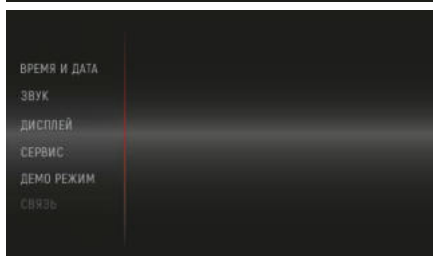 ВРЕМЯ И ДАТА
ЗВУК
ДИСПЛЕЙ
СЕРВИС
ДЕМО РЕЖИМ
СВЯЗЬ